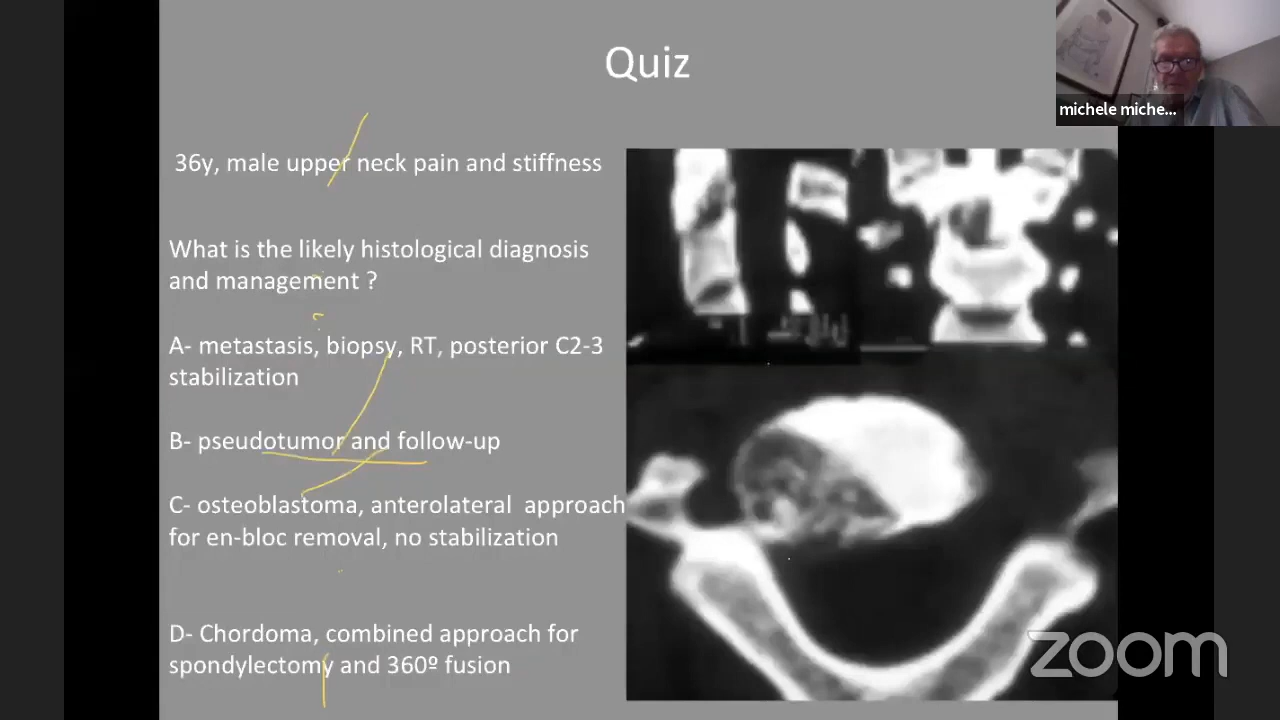 Quiz
michele miche...
36y, male upper neck pain and stiffness
What is the likely histological diagnosis
and management ?
A- metastasis, biopsy, RT, posterior C2-3
stabilization
B- pseudotumor and follow-up
C- osteoblastoma, anterolateral approach
for en-bloc removal, no stabilization
D- Chordoma, combined approach for
spondylectomy and 360º fusion
zoom